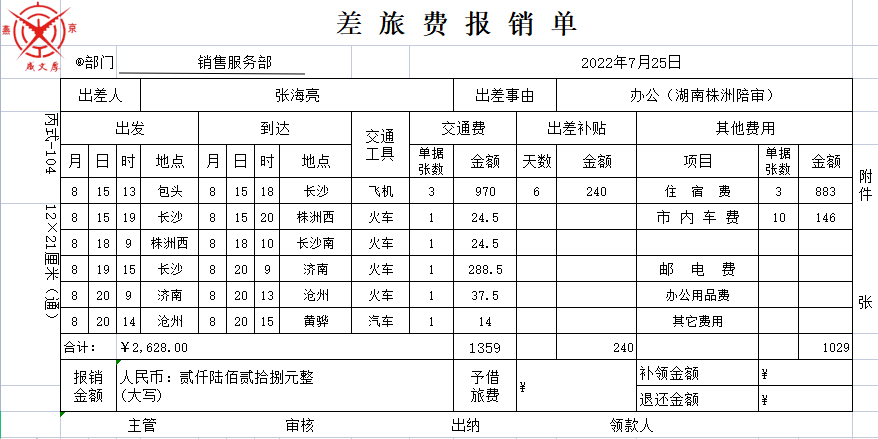 差旅费报销单
燕京
成文厚
⊕部门 销售服务部 2022年7月25日
出差人 张海亮 出差事由 办公（湖南株洲陪审）
出发 到达 交通工具 交通费 出差补贴 其他费用
月 日 时 地点 月 日 时 地点 单据张数 金额 天数 金额 项目 单据张数 金额
8 15 13 包头 8 15 18 长沙 飞机 3 970 6 240 住宿费 3 883
8 15 19 长沙 8 15 20 株洲西 火车 1 24.5 市内车费 10 146
8 18 9 株洲西 8 18 10 长沙南 火车 1 24.5
8 19 15 长沙 8 20 9 济南 火车 1 288.5 邮电费
8 20 9 济南 8 20 13 沧州 火车 1 37.5 办公用品费
8 20 14 沧州 8 20 15 黄骅 汽车 1 14 其它费用
合计： ￥2,628.00 1359 240 1029
报销金额 人民币：贰仟陆佰贰拾捌元整
(大写) 予借旅费 ¥ 补领金额 ¥
退还金额 ¥
主管 审核 出纳 领款人
丙式-104 12×21厘米（通）
附件 张